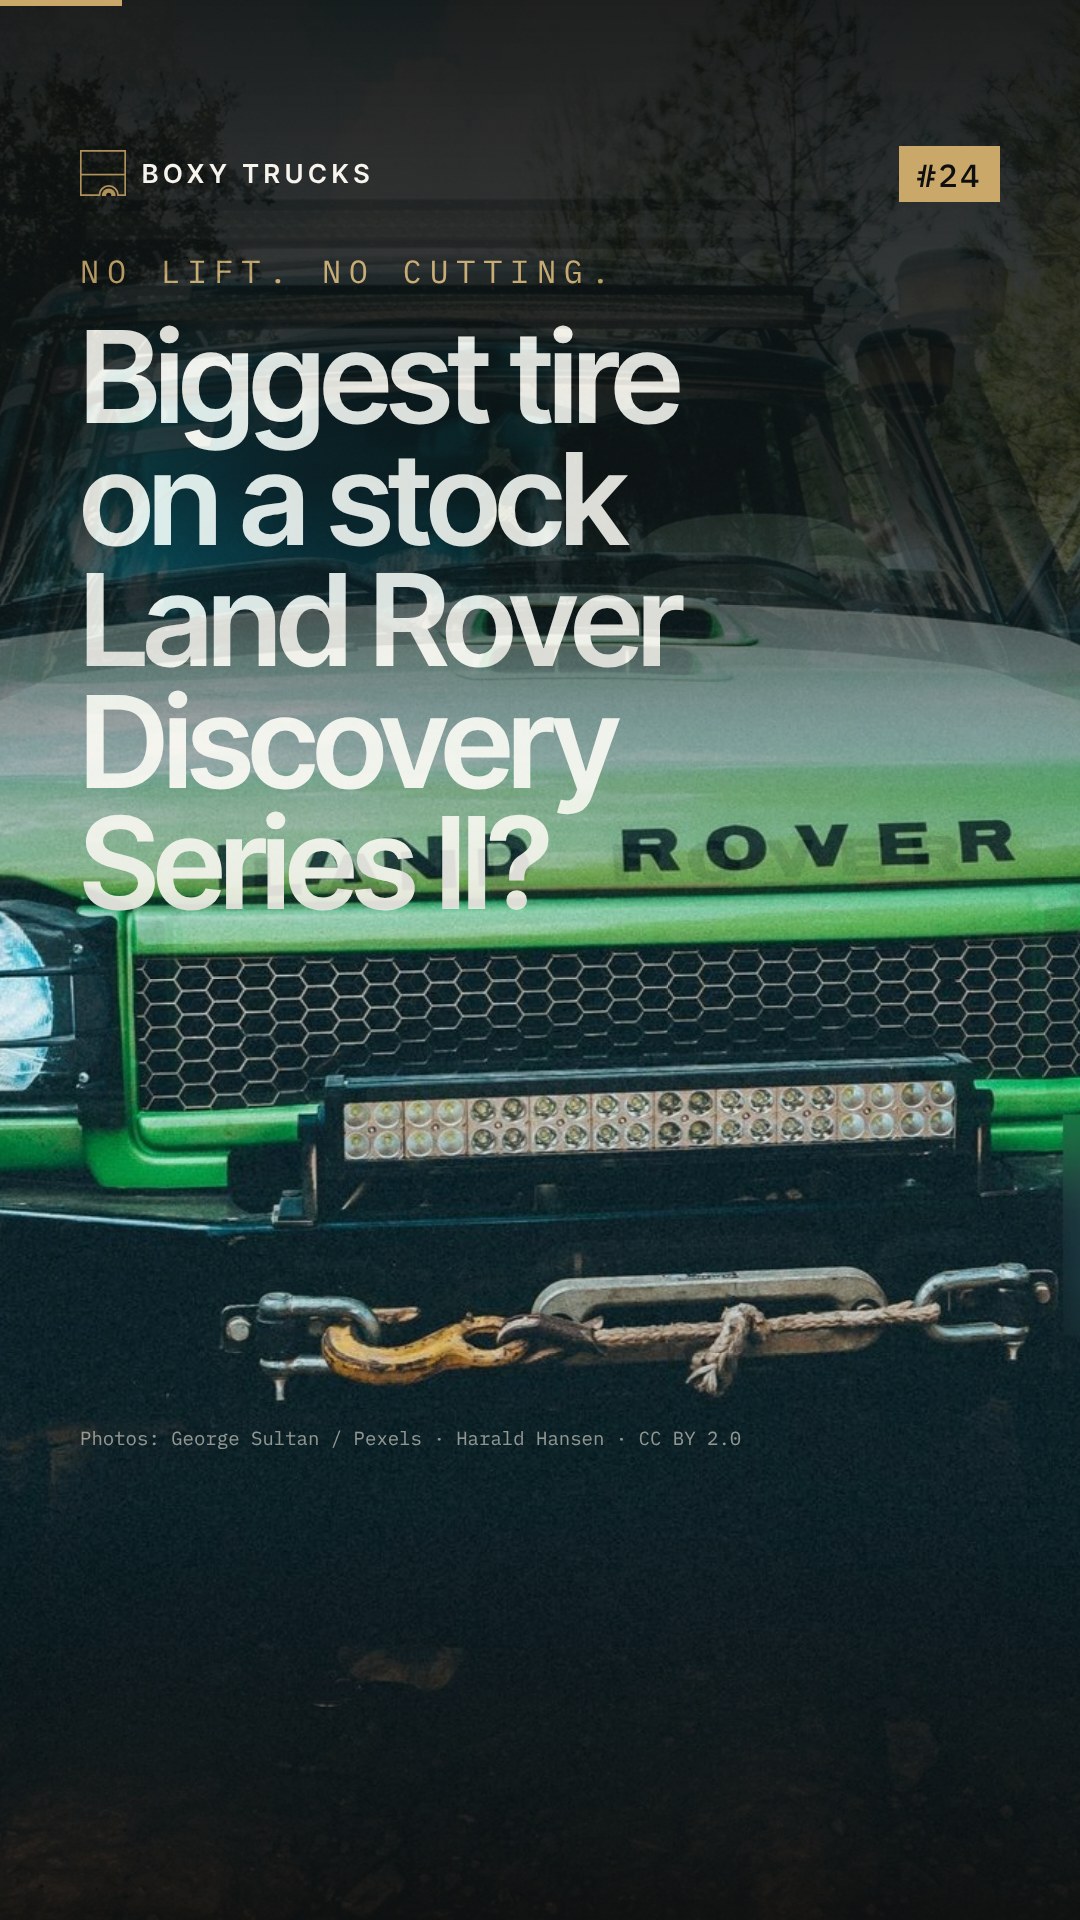 BOXY TRUCKS
#24
NO LIFT. NO CUTTING.
Biggest tire
on a stock
Land Rover
Discovery
Series II?
LAND ROVER
Photos: George Sultan / Pexels · Harald Hansen · CC BY 2.0